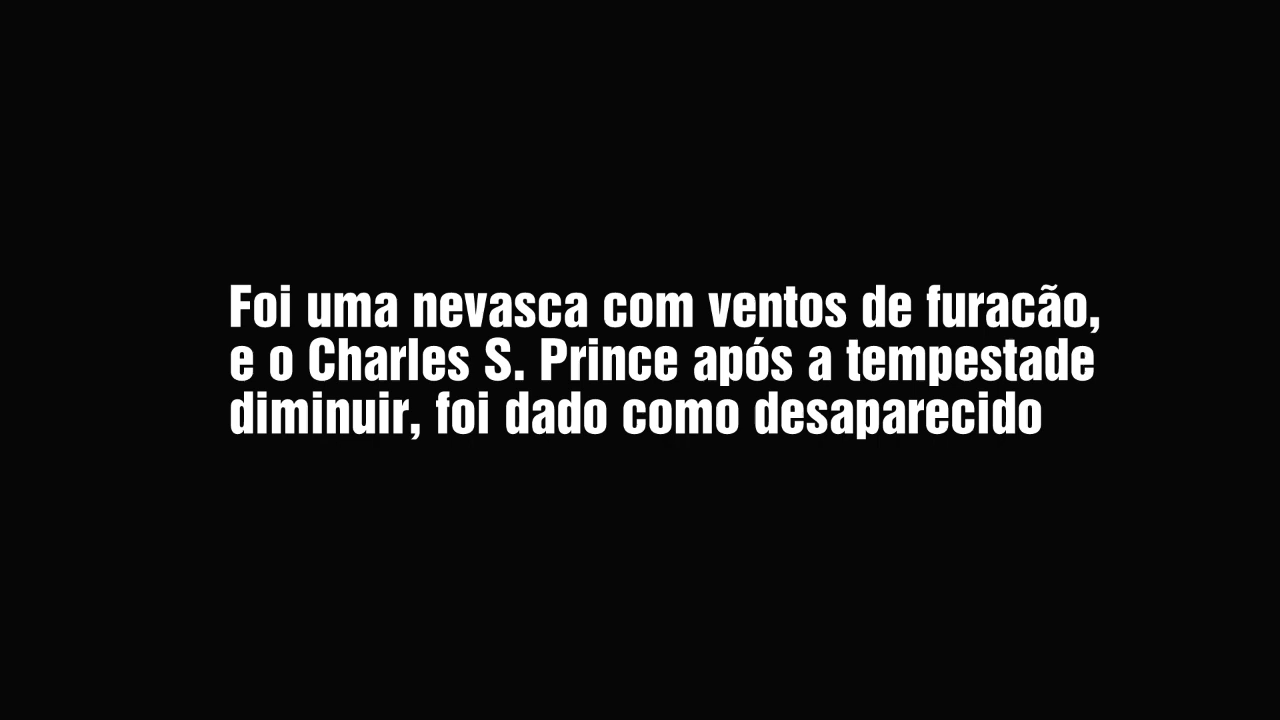 Foi uma nevasca com ventos de furacão,
e o Charles S. Prince após a tempestade
diminuir, foi dado como desaparecido